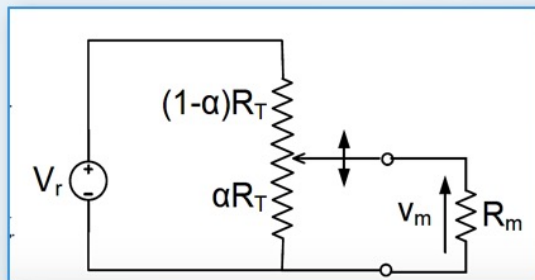 (1-α)R_T
V_r
+
-
αR_T
v_m
R_m